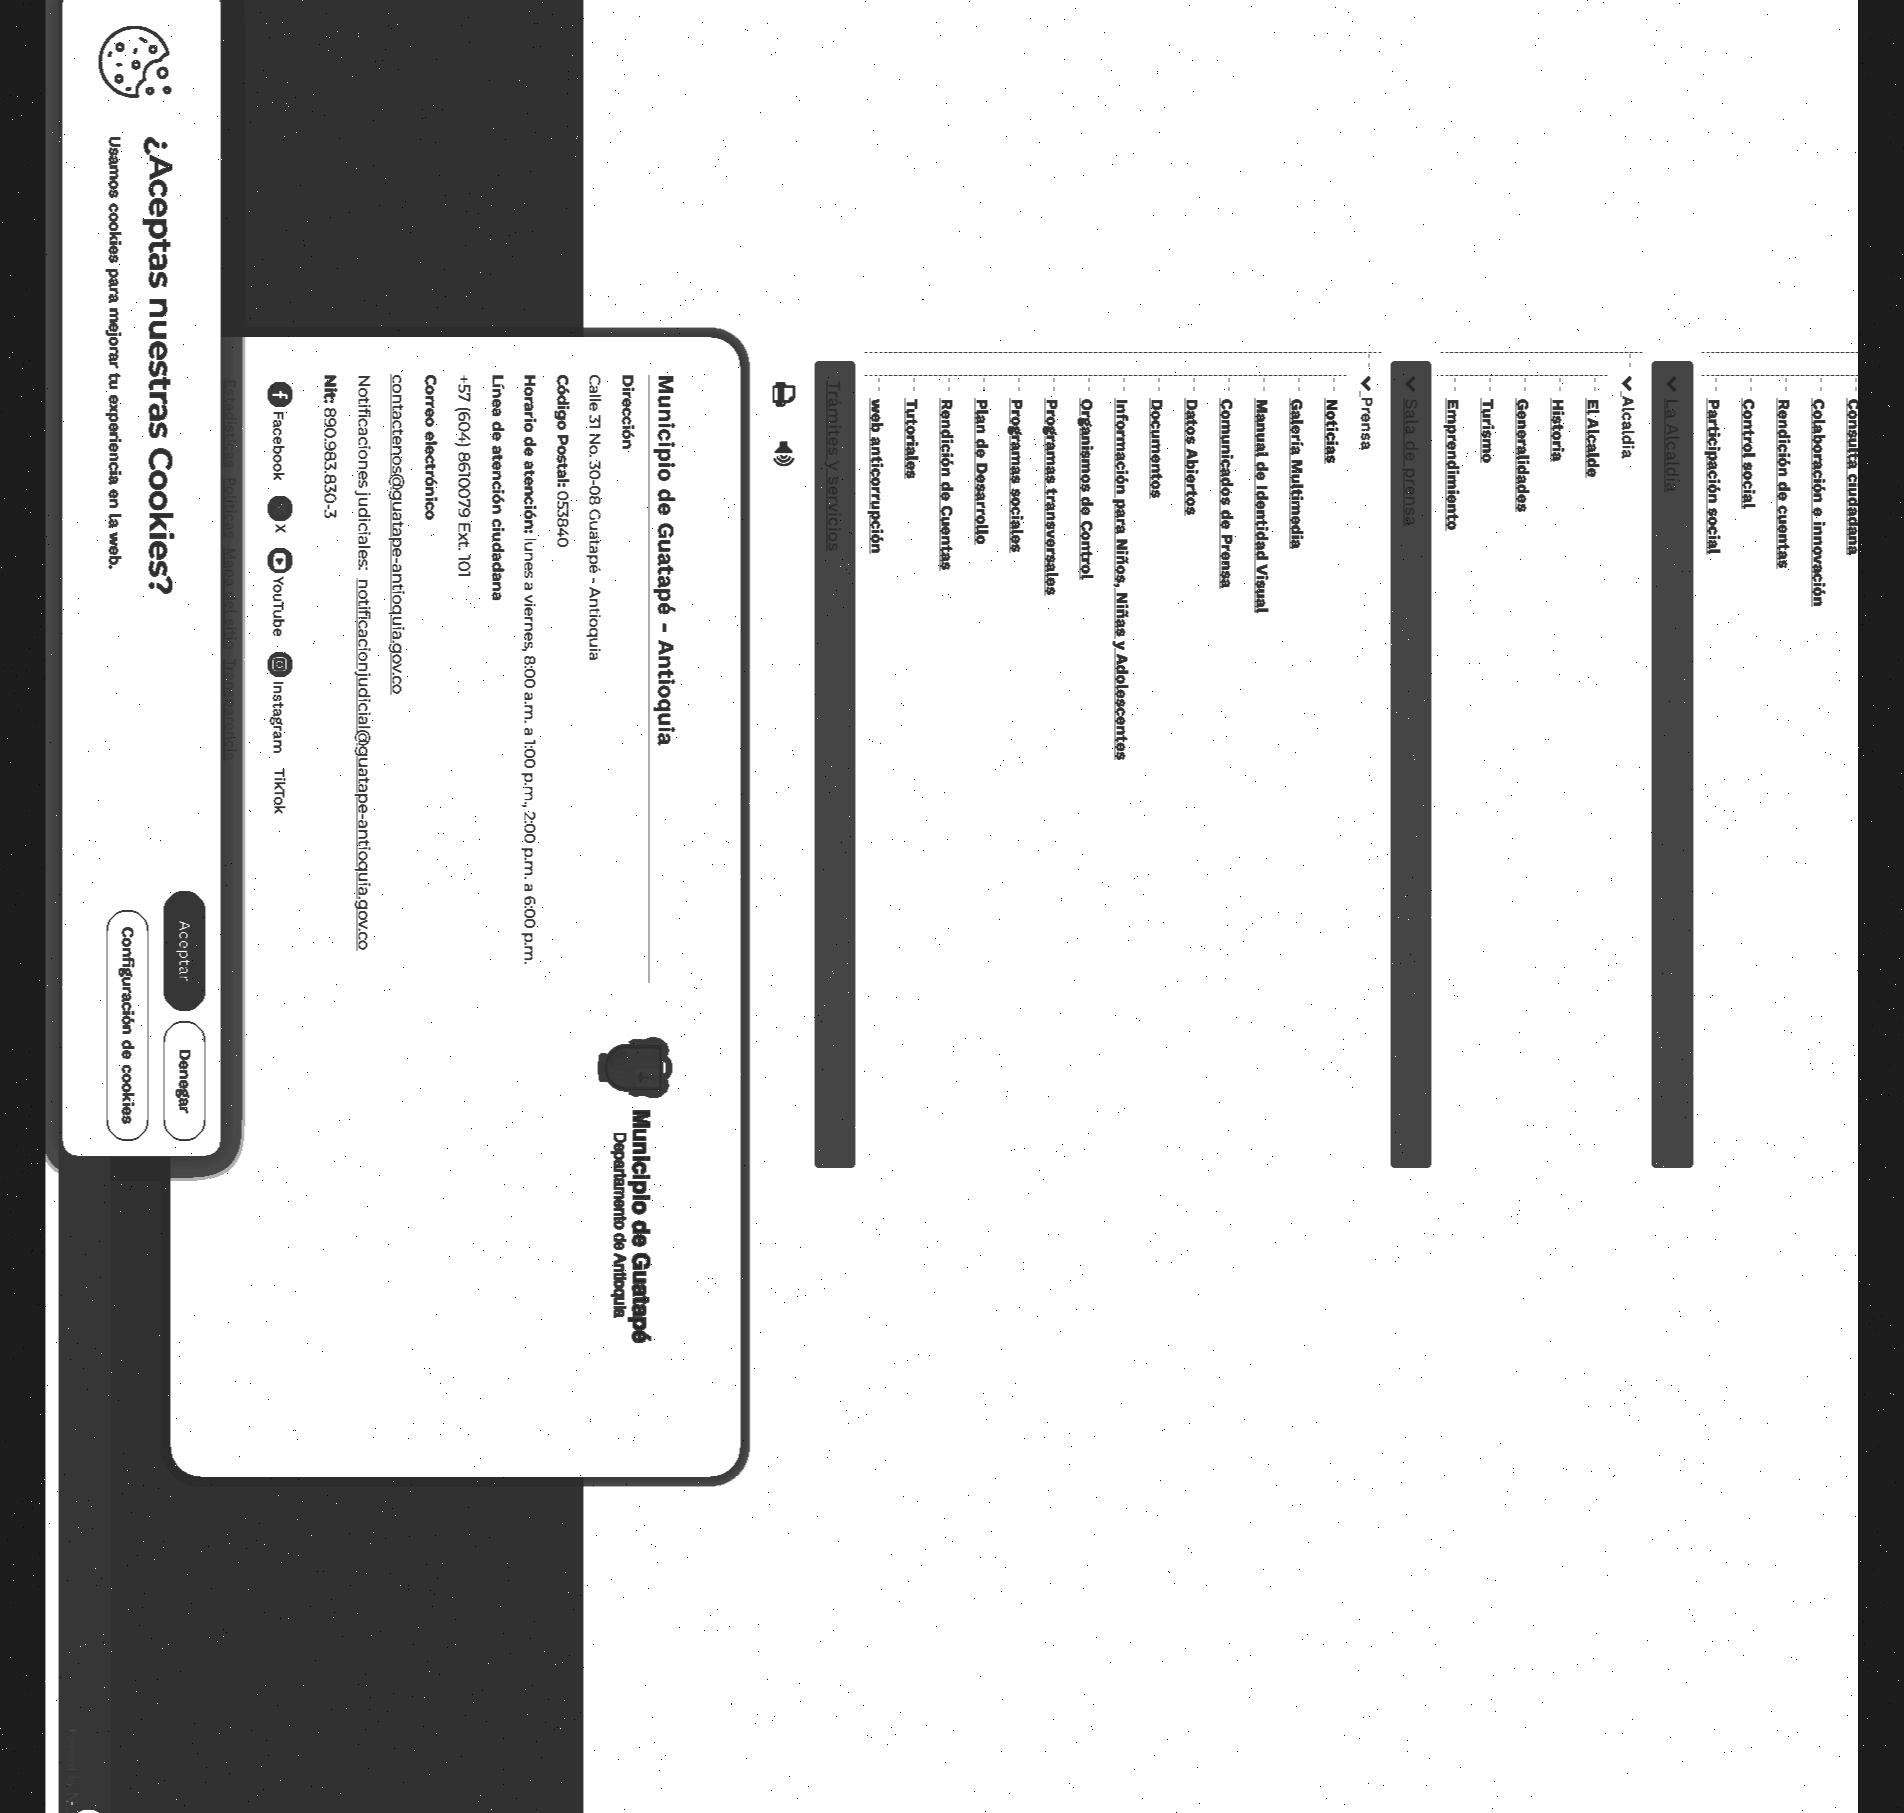 Consulta ciudadana
Colaboración e innovación
Rendición de cuentas
Control social
Participación social
La Alcaldía
Alcaldía
El Alcalde
Historia
Generalidades
Turismo
Emprendimiento
Sala de prensa
Prensa
Noticias
Galería Multimedia
Manual de Identidad Visual
Comunicados de Prensa
Datos Abiertos
Documentos
Información para Niños, Niñas y Adolescentes
Organismos de Control
Programas transversales
Programas sociales
Plan de Desarrollo
Rendición de Cuentas
Tutoriales
web anticorrupción
Trámites y servicios
Municipio de Guatapé - Antioquia
Dirección
Calle 31 No. 30-08 Guatapé - Antioquia
Código Postal: 053840
Horario de atención: lunes a viernes, 8:00 a.m. a 1:00 p.m., 2:00 p.m. a 6:00 p.m.
Línea de atención ciudadana
+57 (604) 8610079 Ext. 101
Correo electrónico
contactenos@guatape-antioquia.gov.co
Notificaciones judiciales: notificacionjudicial@guatape-antioquia.gov.co
Nit: 890.983.830-3
Facebook X YouTube Instagram TikTok
Municipio de Guatapé
Departamento de Antioquia
Estadísticas Políticas Mapa del sitio Transparencia
¿Aceptas nuestras Cookies?
Usamos cookies para mejorar tu experiencia en la web.
Aceptar Denegar
Configuración de cookies